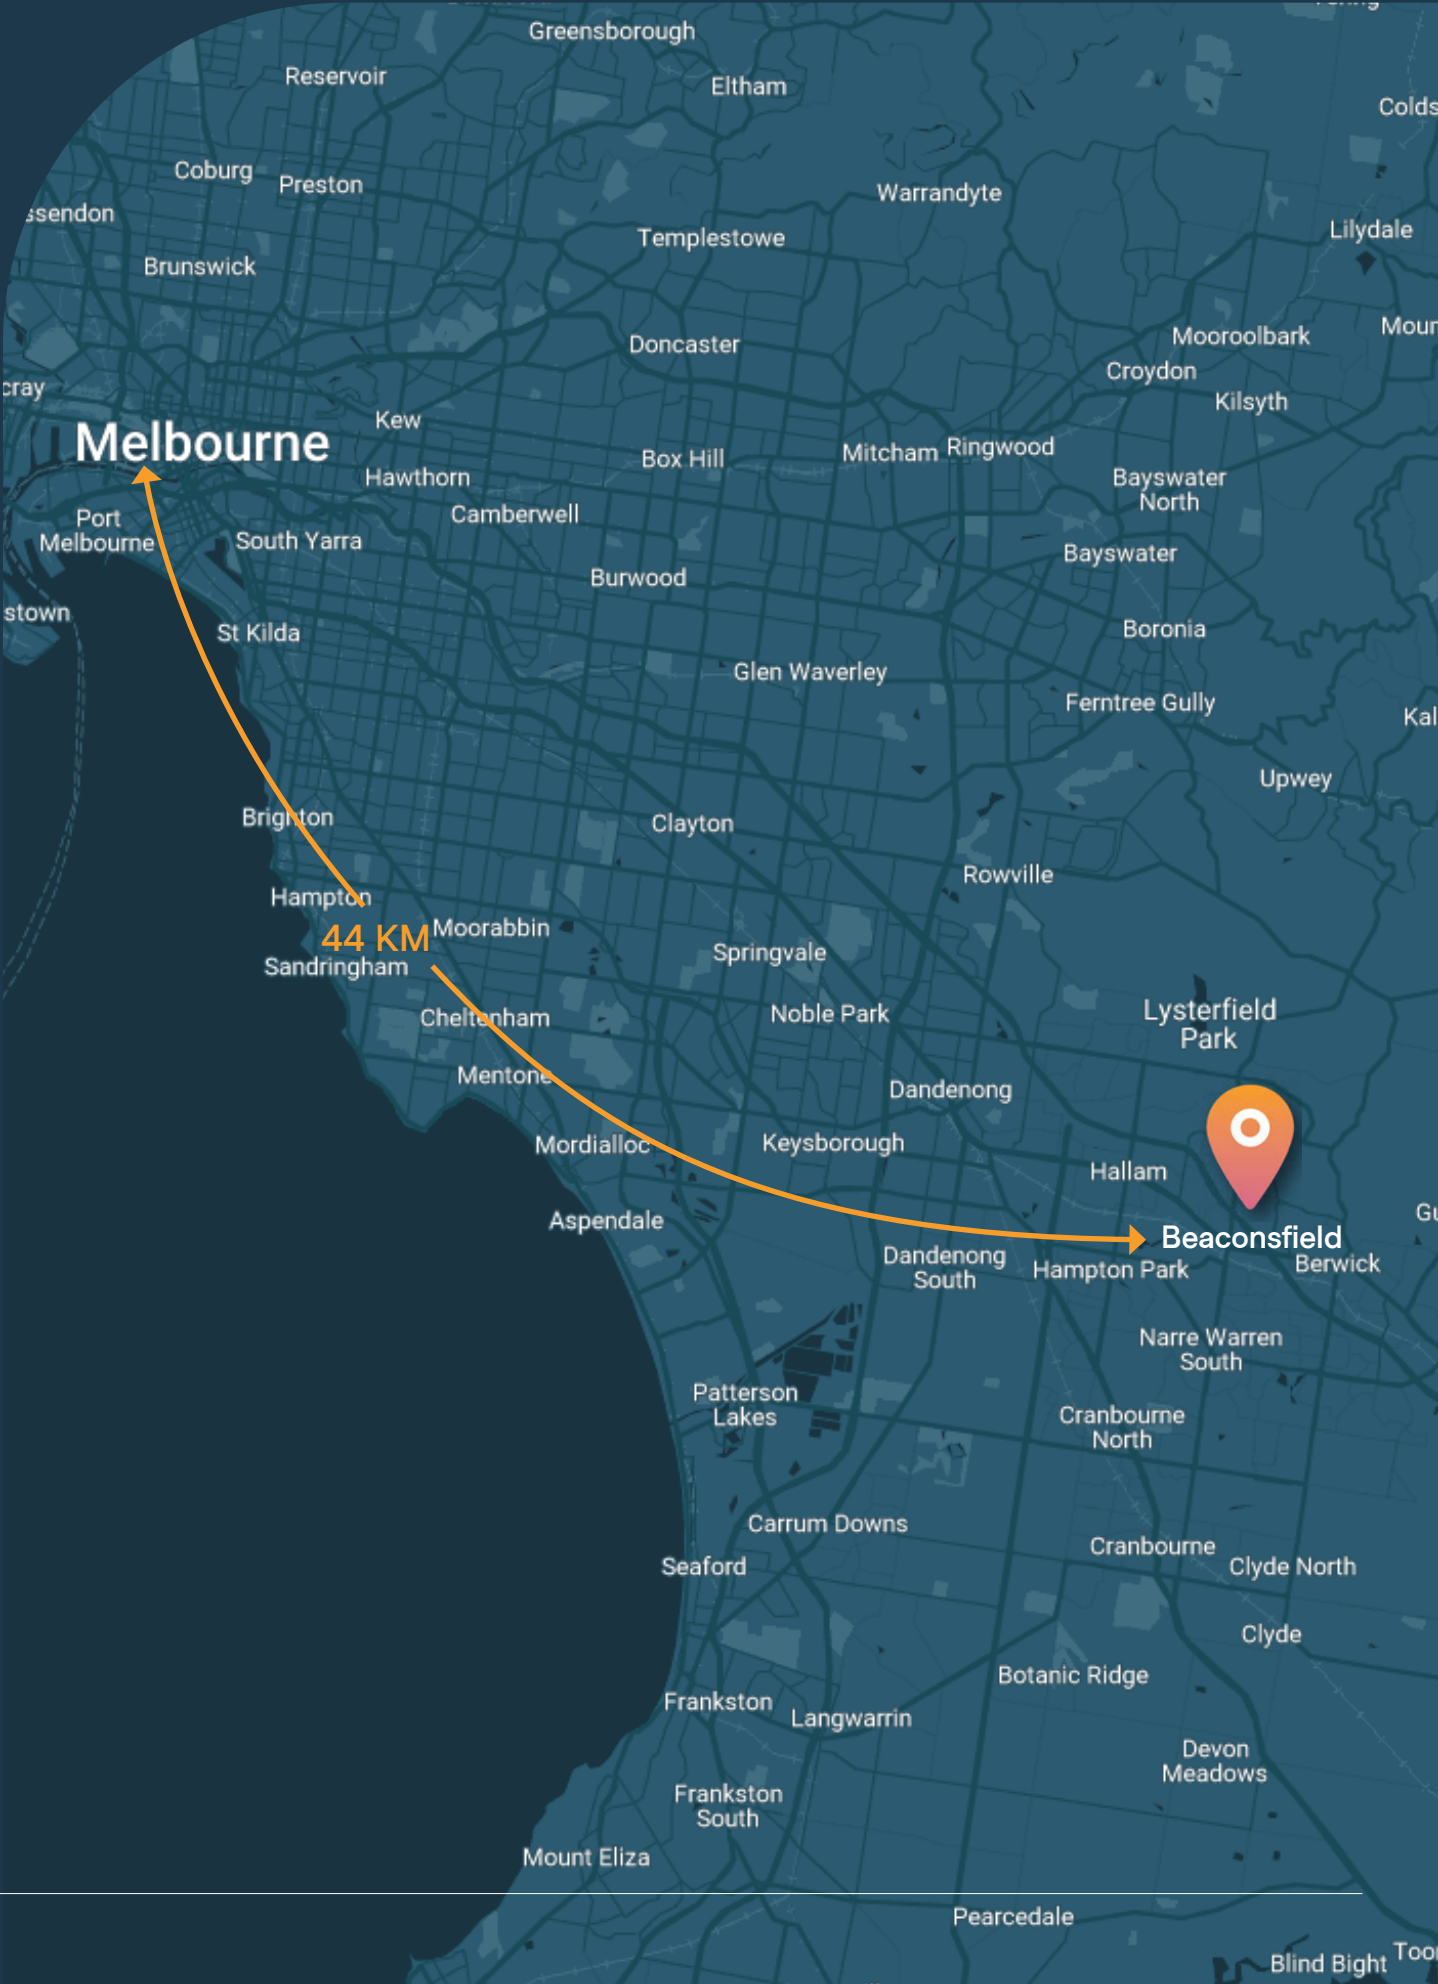 Greensborough
Reservoir
Eltham
Colds
Coburg
Preston
Warrandyte
ssendon
Lilydale
Templestowe
Brunswick
Mour
Mooroolbark
Doncaster
Croydon
cray
Kilsyth
Kew
Melbourne
Box Hill
Mitcham
Ringwood
Hawthorn
Bayswater
North
Camberwell
Port
Melbourne
South Yarra
Bayswater
Burwood
stown
St Kilda
Boronia
Glen Waverley
Ferntree Gully
Kal
Upwey
Brighton
Clayton
Rowville
Hampton
Moorabbin
44 KM
Springvale
Sandringham
Noble Park
Lysterfield
Park
Cheltenham
Mentone
Dandenong
Mordialloc
Keysborough
Hallam
Gu
Aspendale
Beaconsfield
Dandenong
South
Hampton Park
Berwick
Narre Warren
South
Patterson
Lakes
Cranbourne
North
Carrum Downs
Cranbourne
Seaford
Clyde North
Clyde
Botanic Ridge
Frankston
Langwarrin
Devon
Meadows
Frankston
South
Mount Eliza
Pearcedale
Toor
Blind Bight